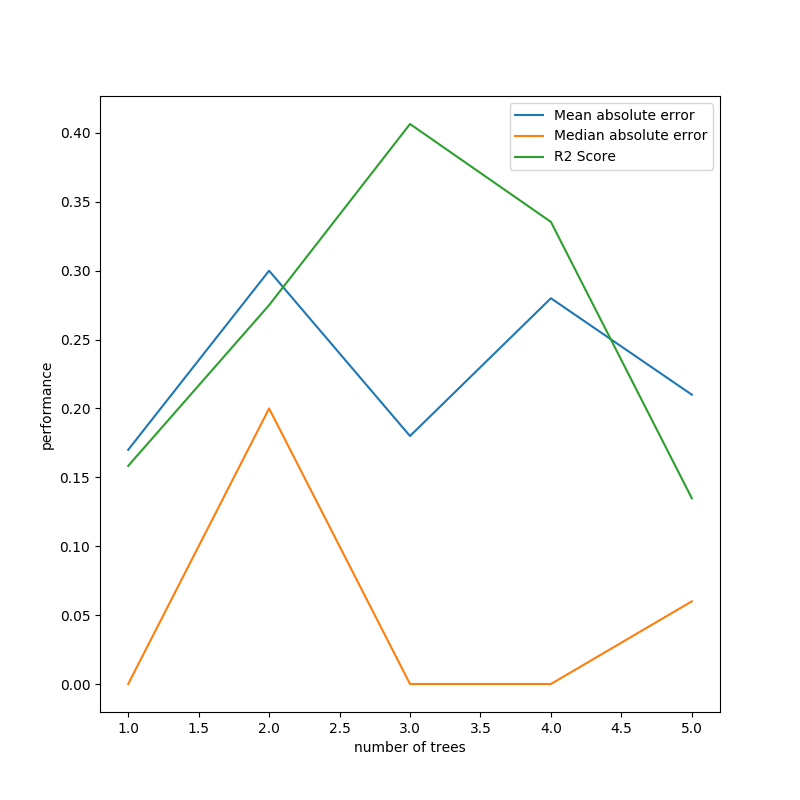 Mean absolute error
Median absolute error
R2 Score
0.40
0.35
0.30
0.25
0.20
0.15
0.10
0.05
0.00
performance
1.0 1.5 2.0 2.5 3.0 3.5 4.0 4.5 5.0
number of trees